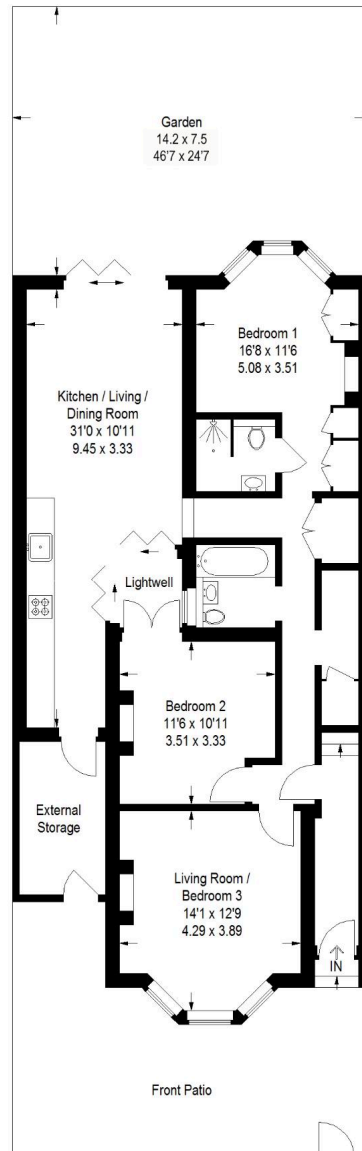 Garden
14.2 x 7.5
46'7 x 24'7
Bedroom 1
16'8 x 11'6
5.08 x 3.51
Kitchen / Living /
Dining Room
31'0 x 10'11
9.45 x 3.33
Lightwell
Bedroom 2
11'6 x 10'11
3.51 x 3.33
External
Storage
Living Room /
Bedroom 3
14'1 x 12'9
4.29 x 3.89
IN
Front Patio